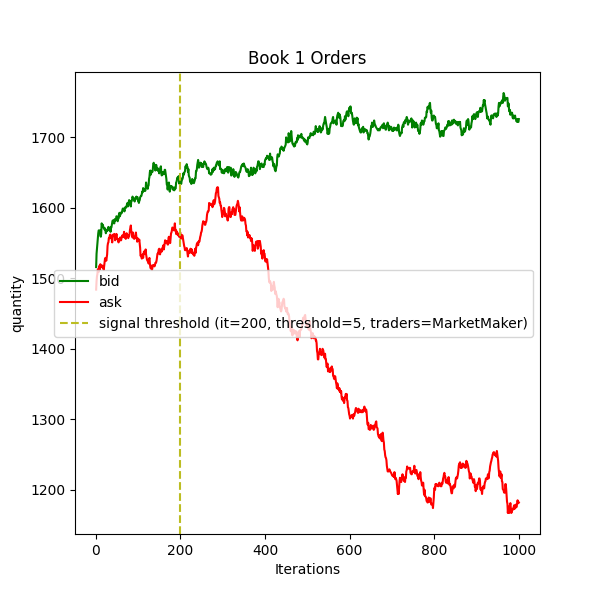 Book 1 Orders
quantity
1700
1600
1500
1400
1300
1200
bid
ask
signal threshold (it=200, threshold=5, traders=MarketMaker)
0 200 400 600 800 1000
Iterations